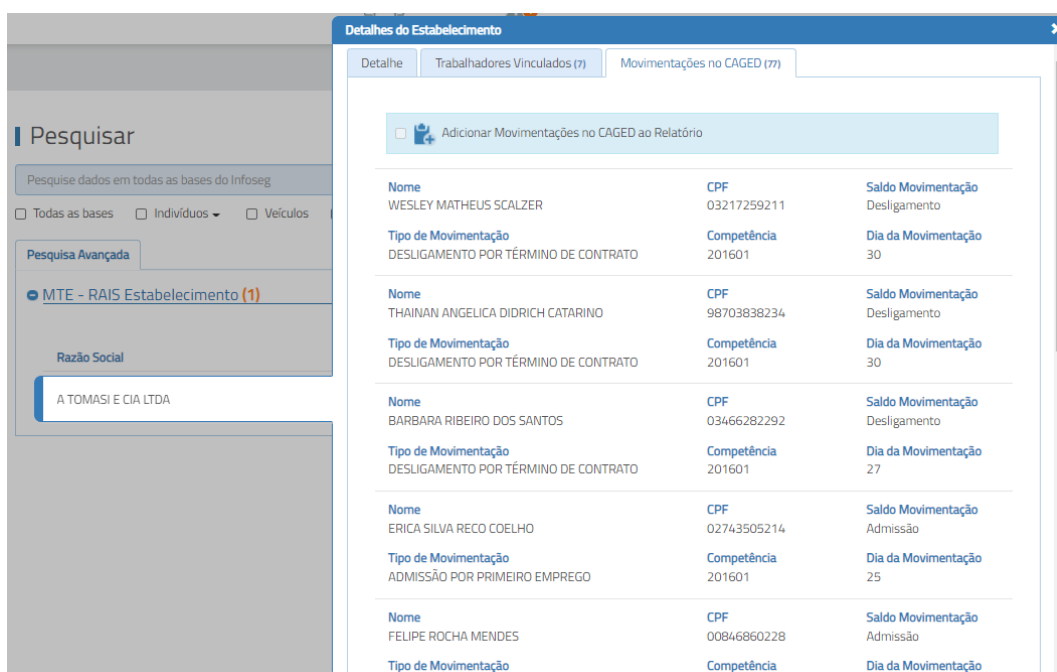 Detalhes do Estabelecimento
Detalhe
Trabalhadores Vinculados (7)
Movimentações no CAGED (77)
Adicionar Movimentações no CAGED ao Relatório
Pesquisar
Pesquise dados em todas as bases do Infoseg
Todas as bases
Indivíduos
Veículos
Pesquisa Avançada
MTE - RAIS Estabelecimento (1)
Razão Social
A TOMASI E CIA LTDA
Nome CPF Saldo Movimentação
WESLEY MATHEUS SCALZER 03217259211 Desligamento
Tipo de Movimentação Competência Dia da Movimentação
DESLIGAMENTO POR TÉRMINO DE CONTRATO 201601 30
Nome CPF Saldo Movimentação
THAINAN ANGELICA DIDRICH CATARINO 98703838234 Desligamento
Tipo de Movimentação Competência Dia da Movimentação
DESLIGAMENTO POR TÉRMINO DE CONTRATO 201601 30
Nome CPF Saldo Movimentação
BARBARA RIBEIRO DOS SANTOS 03466282292 Desligamento
Tipo de Movimentação Competência Dia da Movimentação
DESLIGAMENTO POR TÉRMINO DE CONTRATO 201601 27
Nome CPF Saldo Movimentação
ERICA SILVA RECO COELHO 02743505214 Admissão
Tipo de Movimentação Competência Dia da Movimentação
ADMISSÃO POR PRIMEIRO EMPREGO 201601 25
Nome CPF Saldo Movimentação
FELIPE ROCHA MENDES 00846860228 Admissão
Tipo de Movimentação Competência Dia da Movimentação